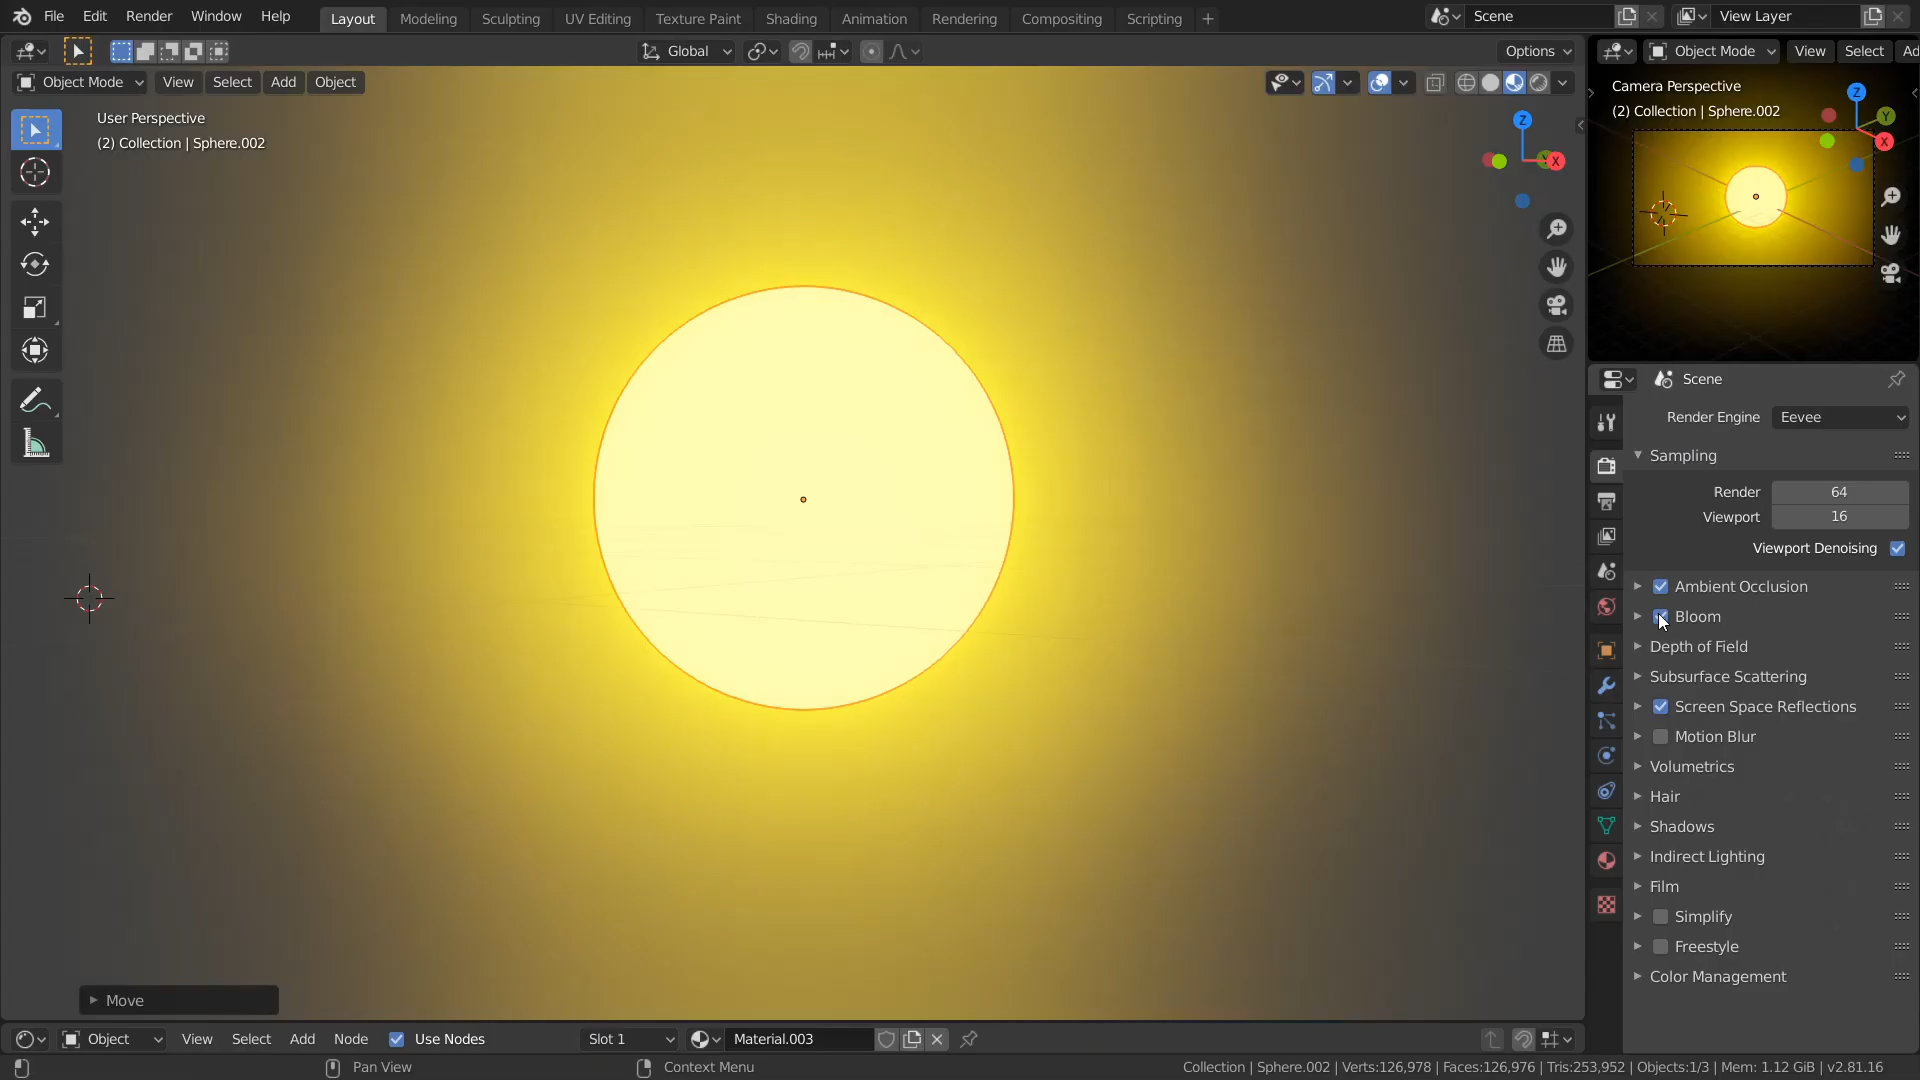 File Edit Render Window Help Layout Modeling Sculpting UV Editing Texture Paint Shading Animation Rendering Compositing Scripting + Scene View Layer
Global Options Object Mode View Select Ad
Object Mode View Select Add Object
User Perspective
(2) Collection | Sphere.002
Z
X
Camera Perspective
(2) Collection | Sphere.002
Z
Y
X
Scene
Render Engine Eevee
Sampling
Render 64
Viewport 16
Viewport Denoising
Ambient Occlusion
Bloom
Depth of Field
Subsurface Scattering
Screen Space Reflections
Motion Blur
Volumetrics
Hair
Shadows
Indirect Lighting
Film
Simplify
Freestyle
Color Management
Move
Object View Select Add Node Use Nodes Slot 1 Material.003
Pan View Context Menu Collection | Sphere.002 | Verts:126,978 | Faces:126,976 | Tris:253,952 | Objects:1/3 | Mem: 1.12 GiB | v2.81.16